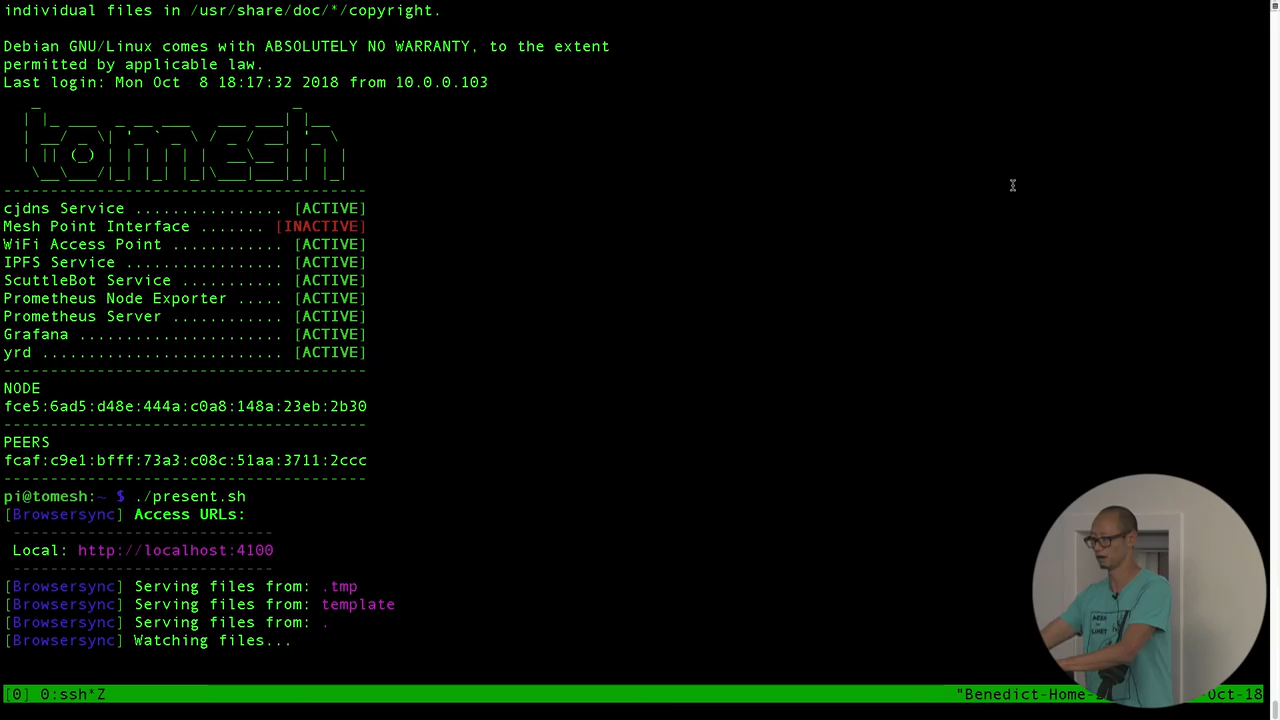 individual files in /usr/share/doc/*/copyright.
Debian GNU/Linux comes with ABSOLUTELY NO WARRANTY, to the extent
permitted by applicable law.
Last login: Mon Oct  8 18:17:32 2018 from 10.0.0.103
tomesh
---------------------------------------
cjdns Service ................ [ACTIVE]
Mesh Point Interface ....... [INACTIVE]
WiFi Access Point ............ [ACTIVE]
IPFS Service ................. [ACTIVE]
ScuttleBot Service ........... [ACTIVE]
Prometheus Node Exporter ..... [ACTIVE]
Prometheus Server ............ [ACTIVE]
Grafana ...................... [ACTIVE]
yrd .......................... [ACTIVE]
---------------------------------------
NODE
fce5:6ad5:d48e:444a:c0a8:148a:23eb:2b30
---------------------------------------
PEERS
fcaf:c9e1:bfff:73a3:c08c:51aa:3711:2ccc
---------------------------------------
pi@tomesh:~ $ ./present.sh
[Browsersync] Access URLs:
----------------------------
Local: http://localhost:4100
----------------------------
[Browsersync] Serving files from: .tmp
[Browsersync] Serving files from: template
[Browsersync] Serving files from: .
[Browsersync] Watching files...
[0] 0:ssh*Z "Benedict-Home- Oct-18